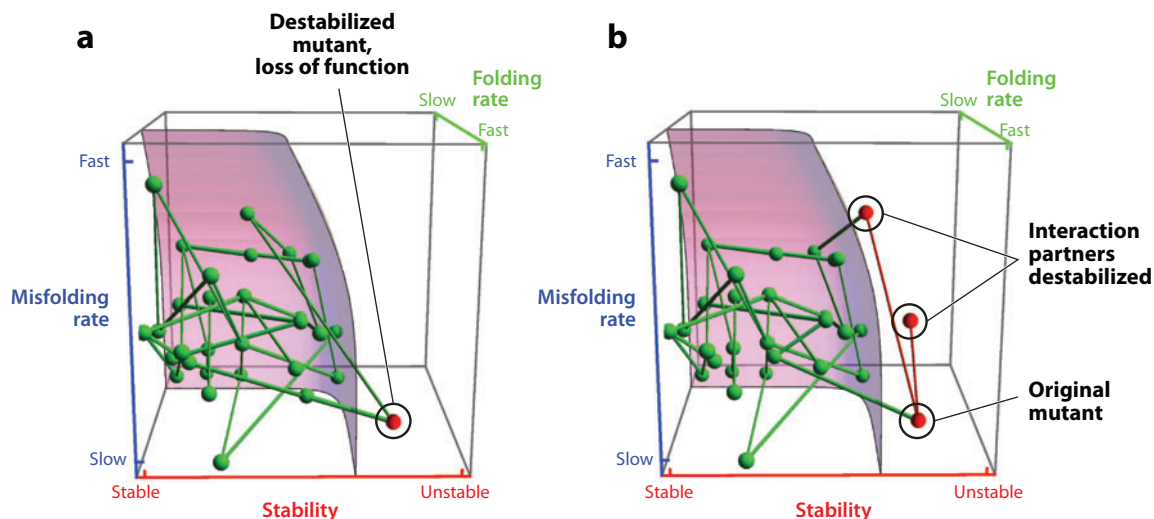 a
Destabilized
mutant,
loss of function
Folding
rate
Slow
Fast
Fast
Misfolding
rate
Slow
Stable
Unstable
Stability
b
Folding
rate
Slow
Fast
Fast
Interaction
partners
destabilized
Misfolding
rate
Original
mutant
Slow
Stable
Unstable
Stability